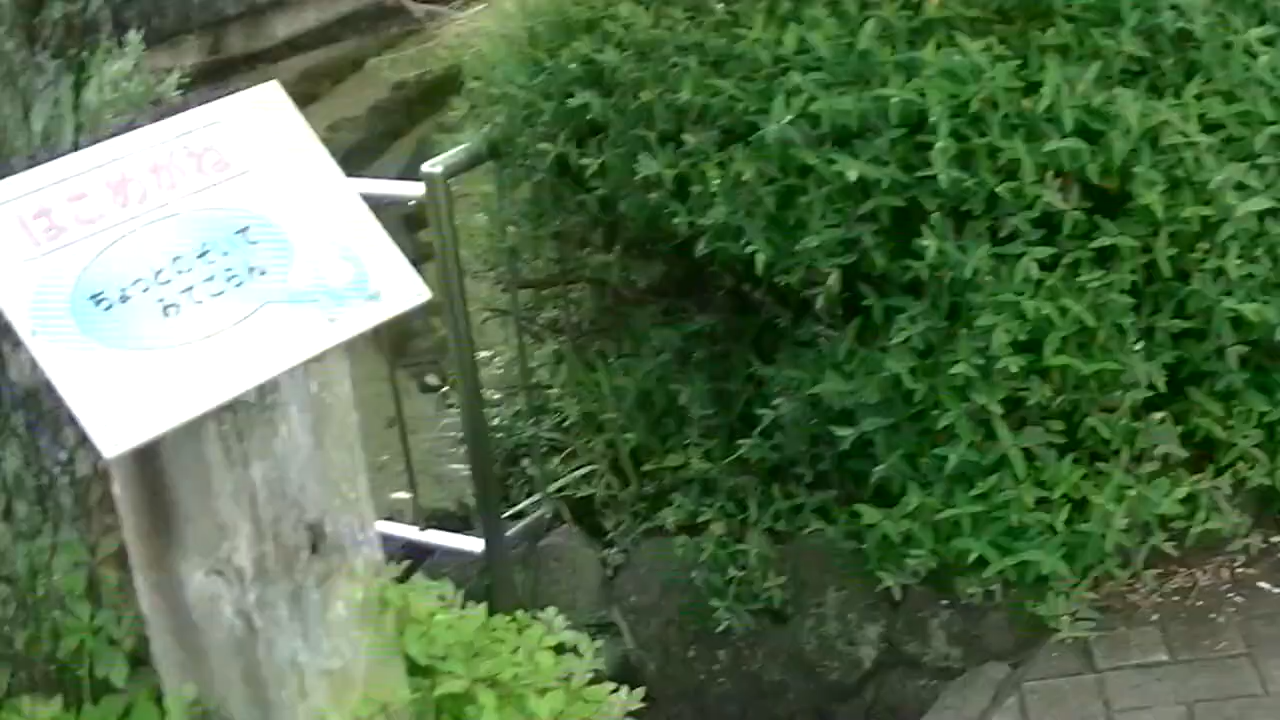 はこめがね
ちょっとのぞいて
みてごらん